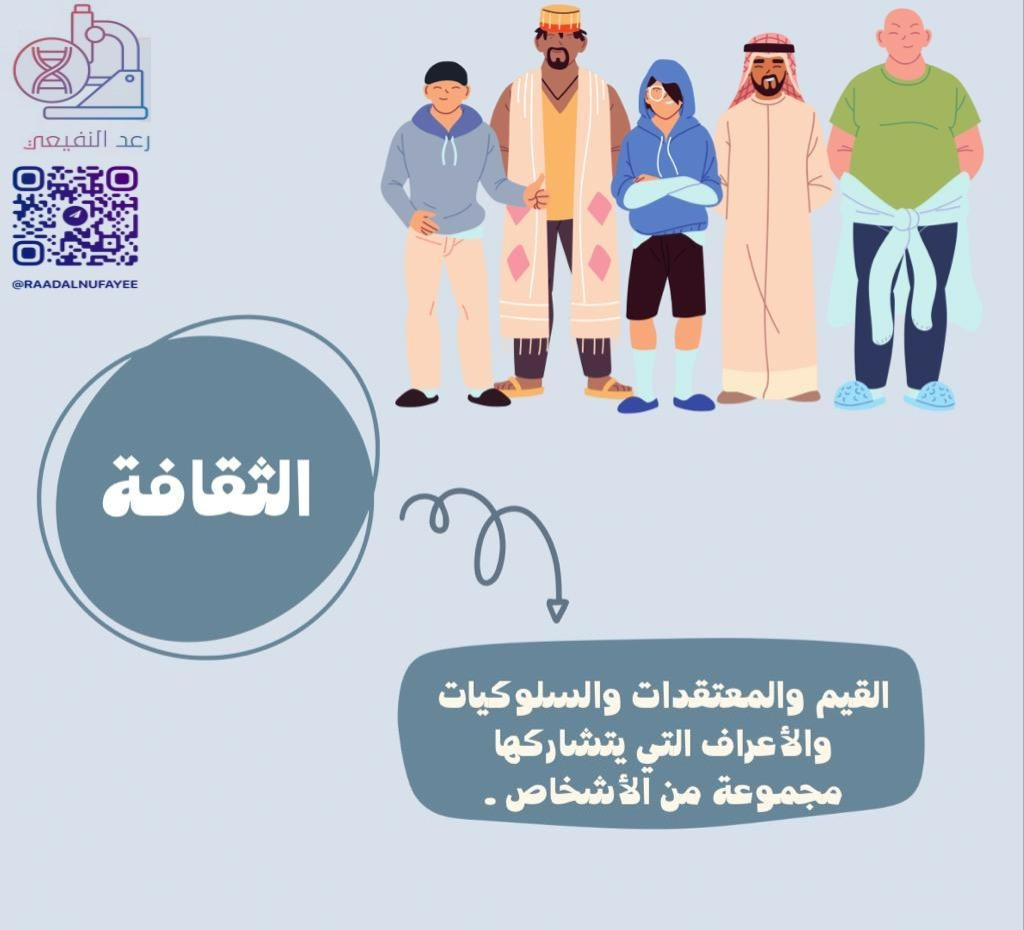 رعد النفيعي
@RAADALNUFAYEE
الثقافة
القيم والمعتقدات والسلوكيات
والأعراف التي يتشاركها
مجموعة من الأشخاص .